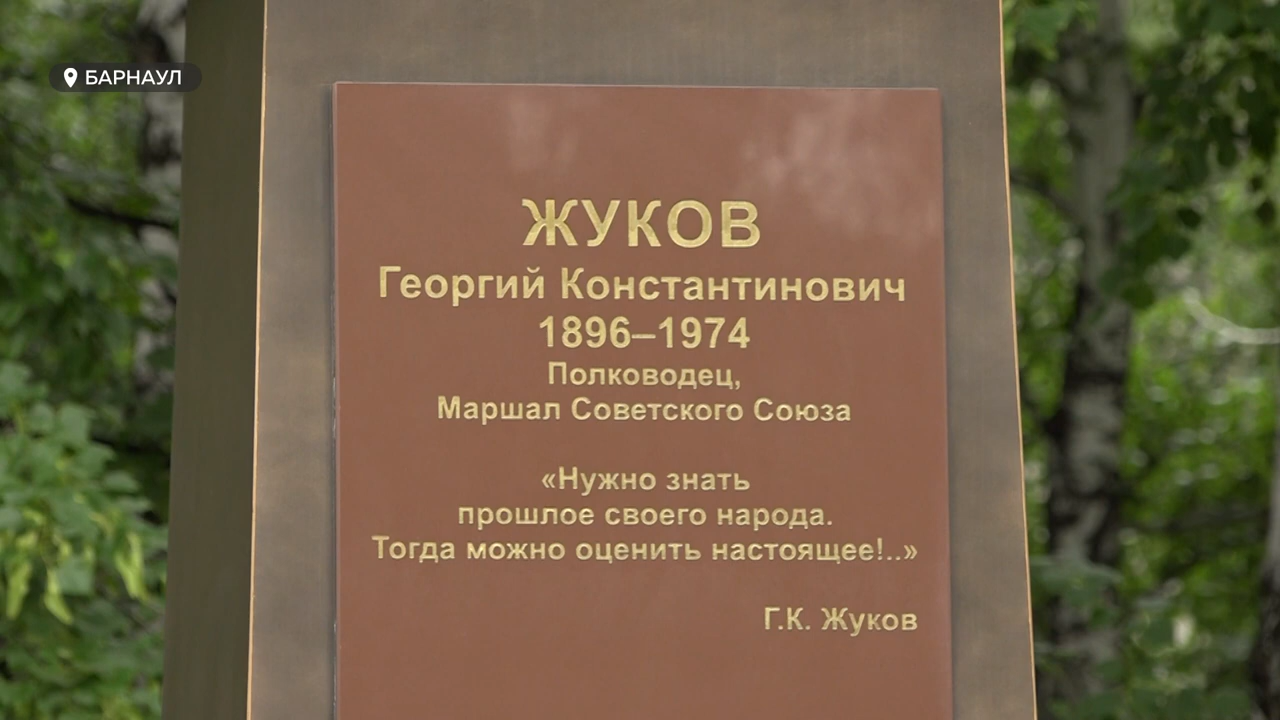 БАРНАУЛ
ЖУКОВ
Георгий Константинович
1896–1974
Полководец,
Маршал Советского Союза
«Нужно знать
прошлое своего народа.
Тогда можно оценить настоящее!..»
Г.К. Жуков